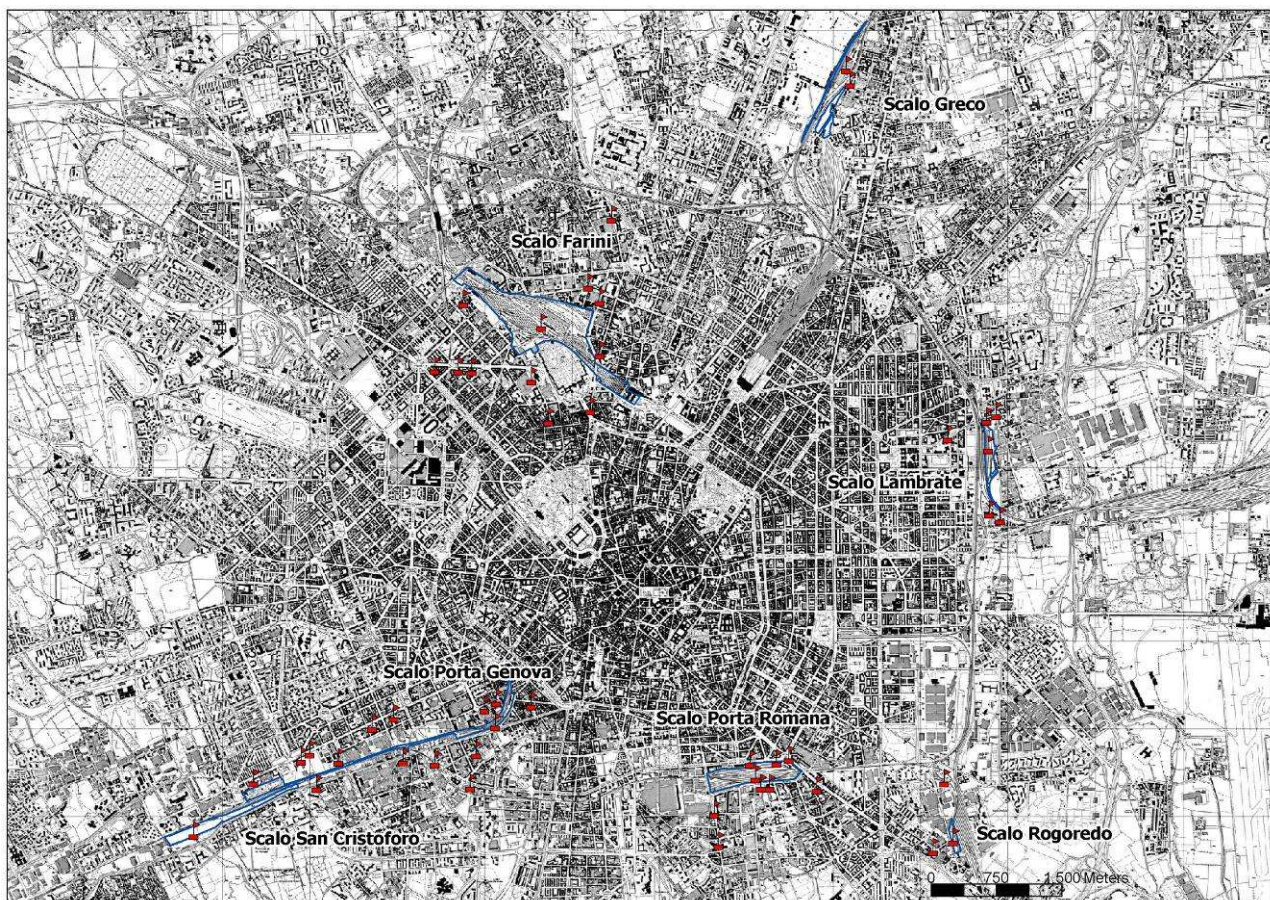 Scalo Greco
Scalo Farini
Scalo Lambrate
Scalo Porta Genova
Scalo Porta Romana
Scalo San Cristoforo
Scalo Rogoredo
0 750 1.500 Meters